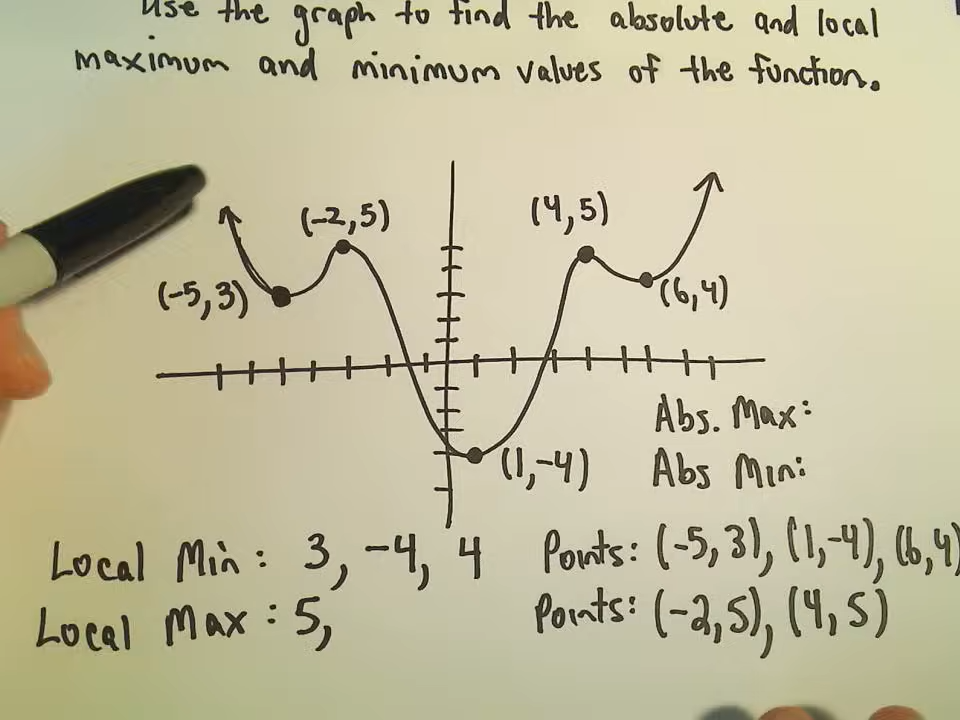 use the graph to find the absolute and local
maximum and minimum values of the function.
(-2,5)
(4,5)
(-5,3)
(6,4)
Abs. Max:
(1,-4)
Abs Min:
Local Min: 3, -4, 4 Points: (-5,3), (1,-4), (6,4)
Local Max: 5, Points: (-2,5), (4,5)